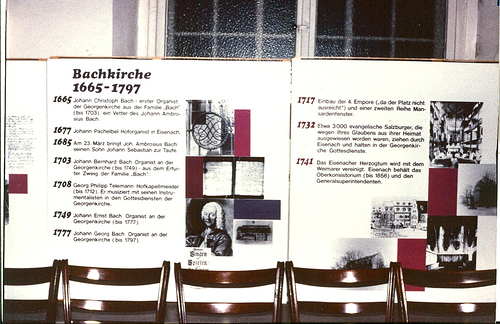 Bachkirche
1665-1797
1665 Johann Christoph Bach - erster Organist
der Georgenkirche aus der Familie „Bach"
(bis 1703), ein Vetter des Johann Ambro-
sius Bach.
1677 Johann Pachelbel Hoforganist in Eisenach.
1685 Am 23. März bringt Joh. Ambrosius Bach
seinen Sohn Johann Sebastian zur Taufe.
1703 Johann Bernhard Bach Organist an der
Georgenkirche (bis 1749) - aus dem Erfur-
ter Zweig der Familie „Bach".
1708 Georg Philipp Telemann Hofkapellmeister
(bis 1712). Er musiziert mit seinen Instru-
mentalisten in den Gottesdiensten der
Georgenkirche.
1749 Johann Ernst Bach Organist an der
Georgenkirche (bis 1777).
1777 Johann Georg Bach Organist an der
Georgenkirche (bis 1797).
1717 Einbau der 4. Empore („da der Platz nicht
ausreicht") und einer zweiten Reihe Man-
sardenfenster.
1732 Etwa 3000 evangelische Salzburger, die
wegen ihres Glaubens aus ihrer Heimat
ausgewiesen worden waren, ziehen durch
Eisenach und halten in der Georgenkir-
che Gottesdienste.
1741 Das Eisenacher Herzogtum wird mit dem
Weimarer vereinigt. Eisenach behält das
Oberkonsistorium (bis 1856) und den
Generalsuperintendenten.